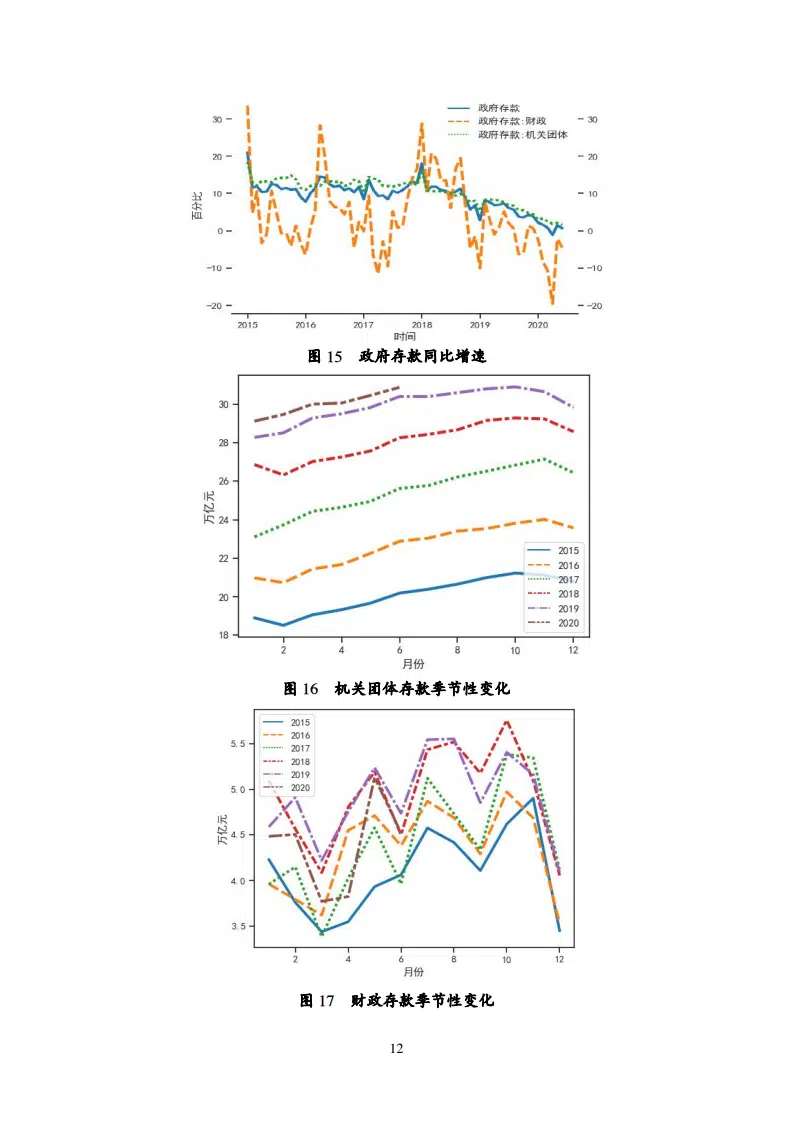 政府存款
政府存款:财政
政府存款:机关团体
30 30
20 20
10 10
0 0
−10 −10
−20 −20
百分比
2015 2016 2017 2018 2019 2020
时间
图 15 政府存款同比增速
30
28
26
24
22
20
18
万亿元
2015
2016
2017
2018
2019
2020
2 4 6 8 10 12
月份
图 16 机关团体存款季节性变化
2015
2016
2017
2018
2019
2020
5.5
5.0
4.5
4.0
3.5
万亿元
2 4 6 8 10 12
月份
图 17 财政存款季节性变化
12